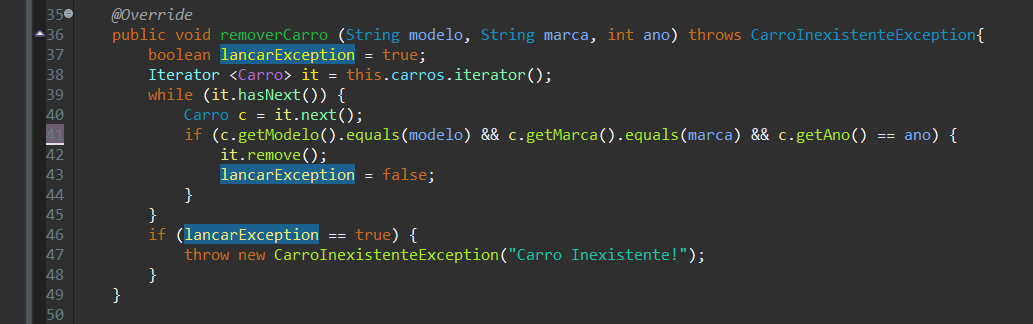 35 @Override
36 public void removerCarro (String modelo, String marca, int ano) throws CarroInexistenteException{
37 boolean lancarException = true;
38 Iterator <Carro> it = this.carros.iterator();
39 while (it.hasNext()) {
40 Carro c = it.next();
41 if (c.getModelo().equals(modelo) && c.getMarca().equals(marca) && c.getAno() == ano) {
42 it.remove();
43 lancarException = false;
44 }
45 }
46 if (lancarException == true) {
47 throw new CarroInexistenteException("Carro Inexistente!");
48 }
49 }
50